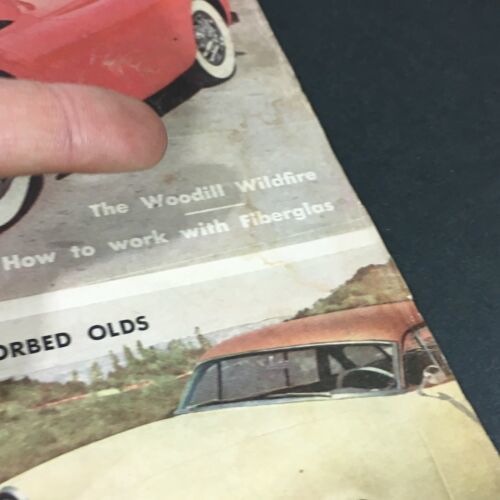 The Woodill Wildfire
How to work with Fiberglas
ORBED OLDS